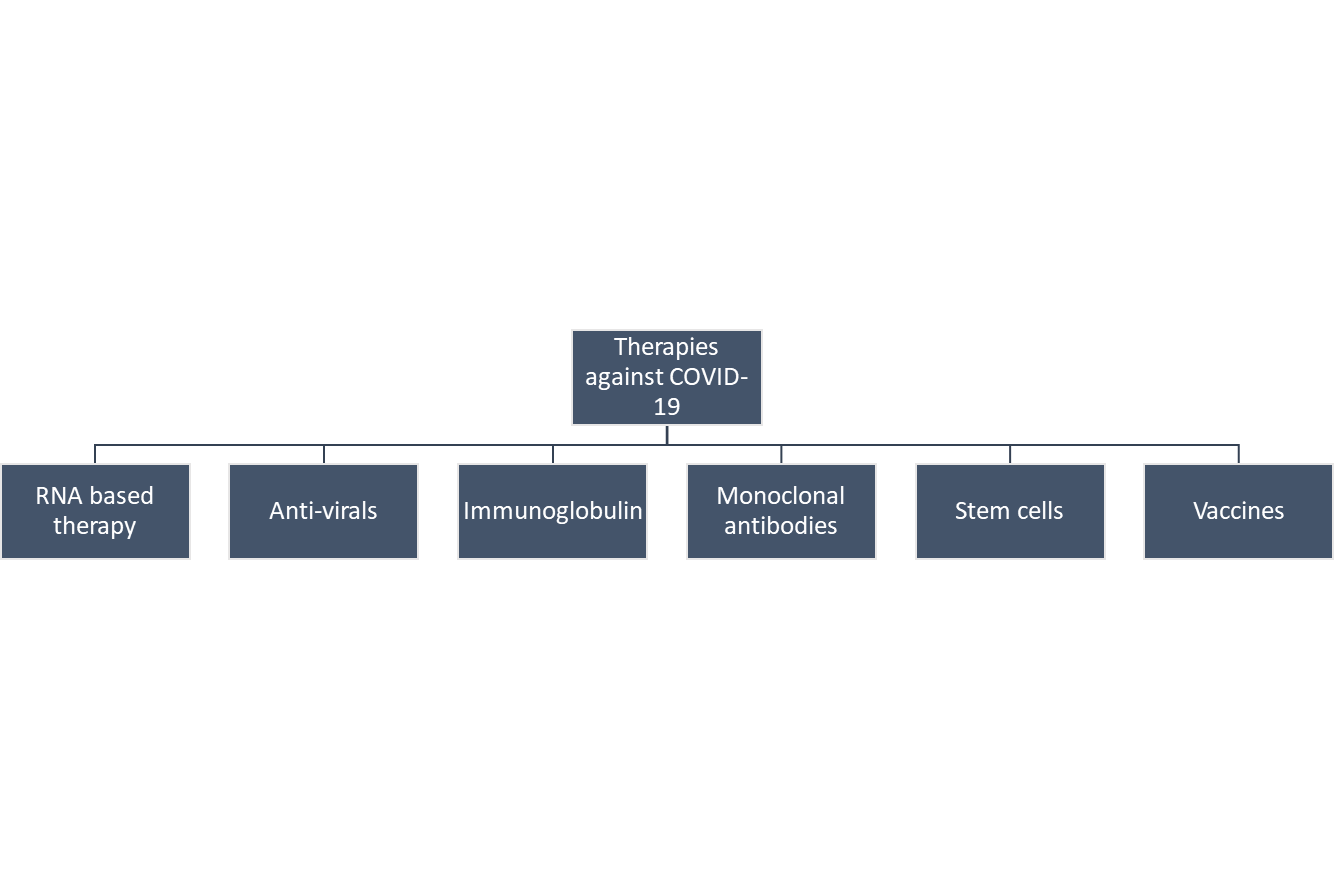 Therapies
against COVID-
19
RNA based
therapy
Anti-virals
Immunoglobulin
Monoclonal
antibodies
Stem cells
Vaccines